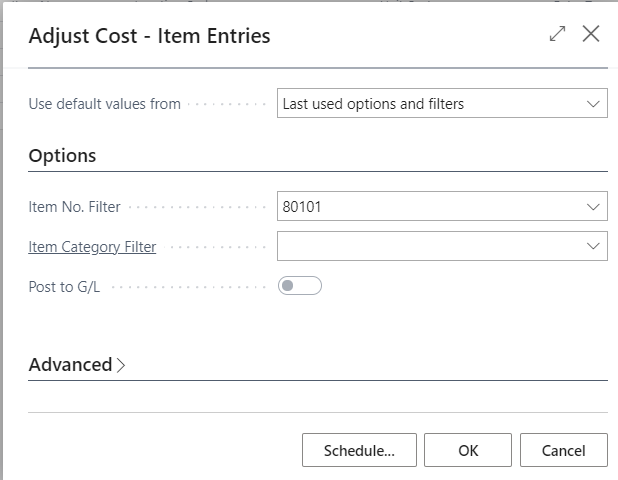 Adjust Cost - Item Entries
Use default values from
Last used options and filters
Options
Item No. Filter
80101
Item Category Filter
Post to G/L
Advanced
Schedule...
OK
Cancel